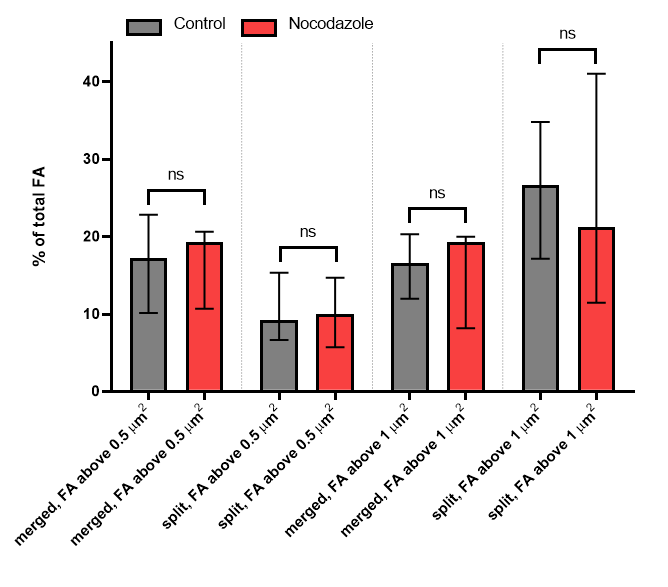 Control Nocodazole
% of total FA
40
30
20
10
0
ns
ns
ns
ns
merged, FA above 0.5 μm²
merged, FA above 0.5 μm²
split, FA above 0.5 μm²
split, FA above 0.5 μm²
merged, FA above 1 μm²
merged, FA above 1 μm²
split, FA above 1 μm²
split, FA above 1 μm²